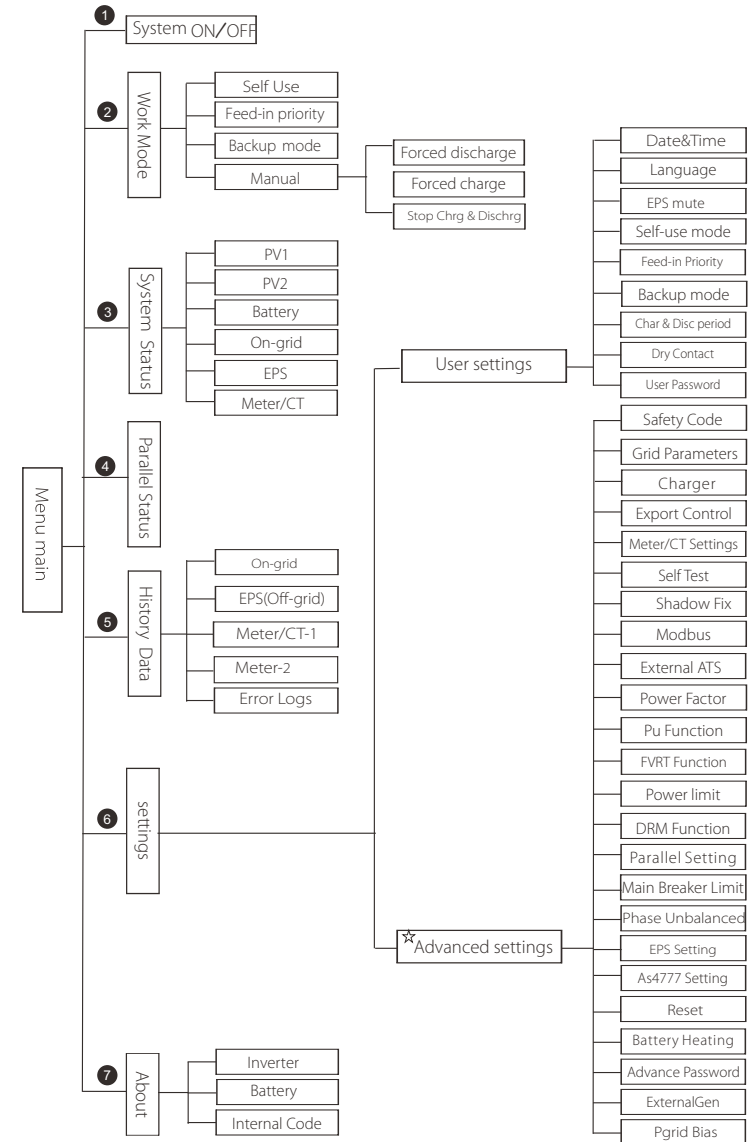 Menu main
1
System ON/OFF
2
Work Mode
Self Use
Feed-in priority
Backup mode
Manual
Forced discharge
Forced charge
Stop Chrg & Dischrg
3
System Status
PV1
PV2
Battery
On-grid
EPS
Meter/CT
4
Parallel Status
5
History Data
On-grid
EPS(Off-grid)
Meter/CT-1
Meter-2
Error Logs
6
settings
User settings
Date&Time
Language
EPS mute
Self-use mode
Feed-in Priority
Backup mode
Char & Disc period
Dry Contact
User Password
☆Advanced settings
Safety Code
Grid Parameters
Charger
Export Control
Meter/CT Settings
Self Test
Shadow Fix
Modbus
External ATS
Power Factor
Pu Function
FVRT Function
Power limit
DRM Function
Parallel Setting
Main Breaker Limit
Phase Unbalanced
EPS Setting
As4777 Setting
Reset
Battery Heating
Advance Password
ExternalGen
Pgrid Bias
7
About
Inverter
Battery
Internal Code